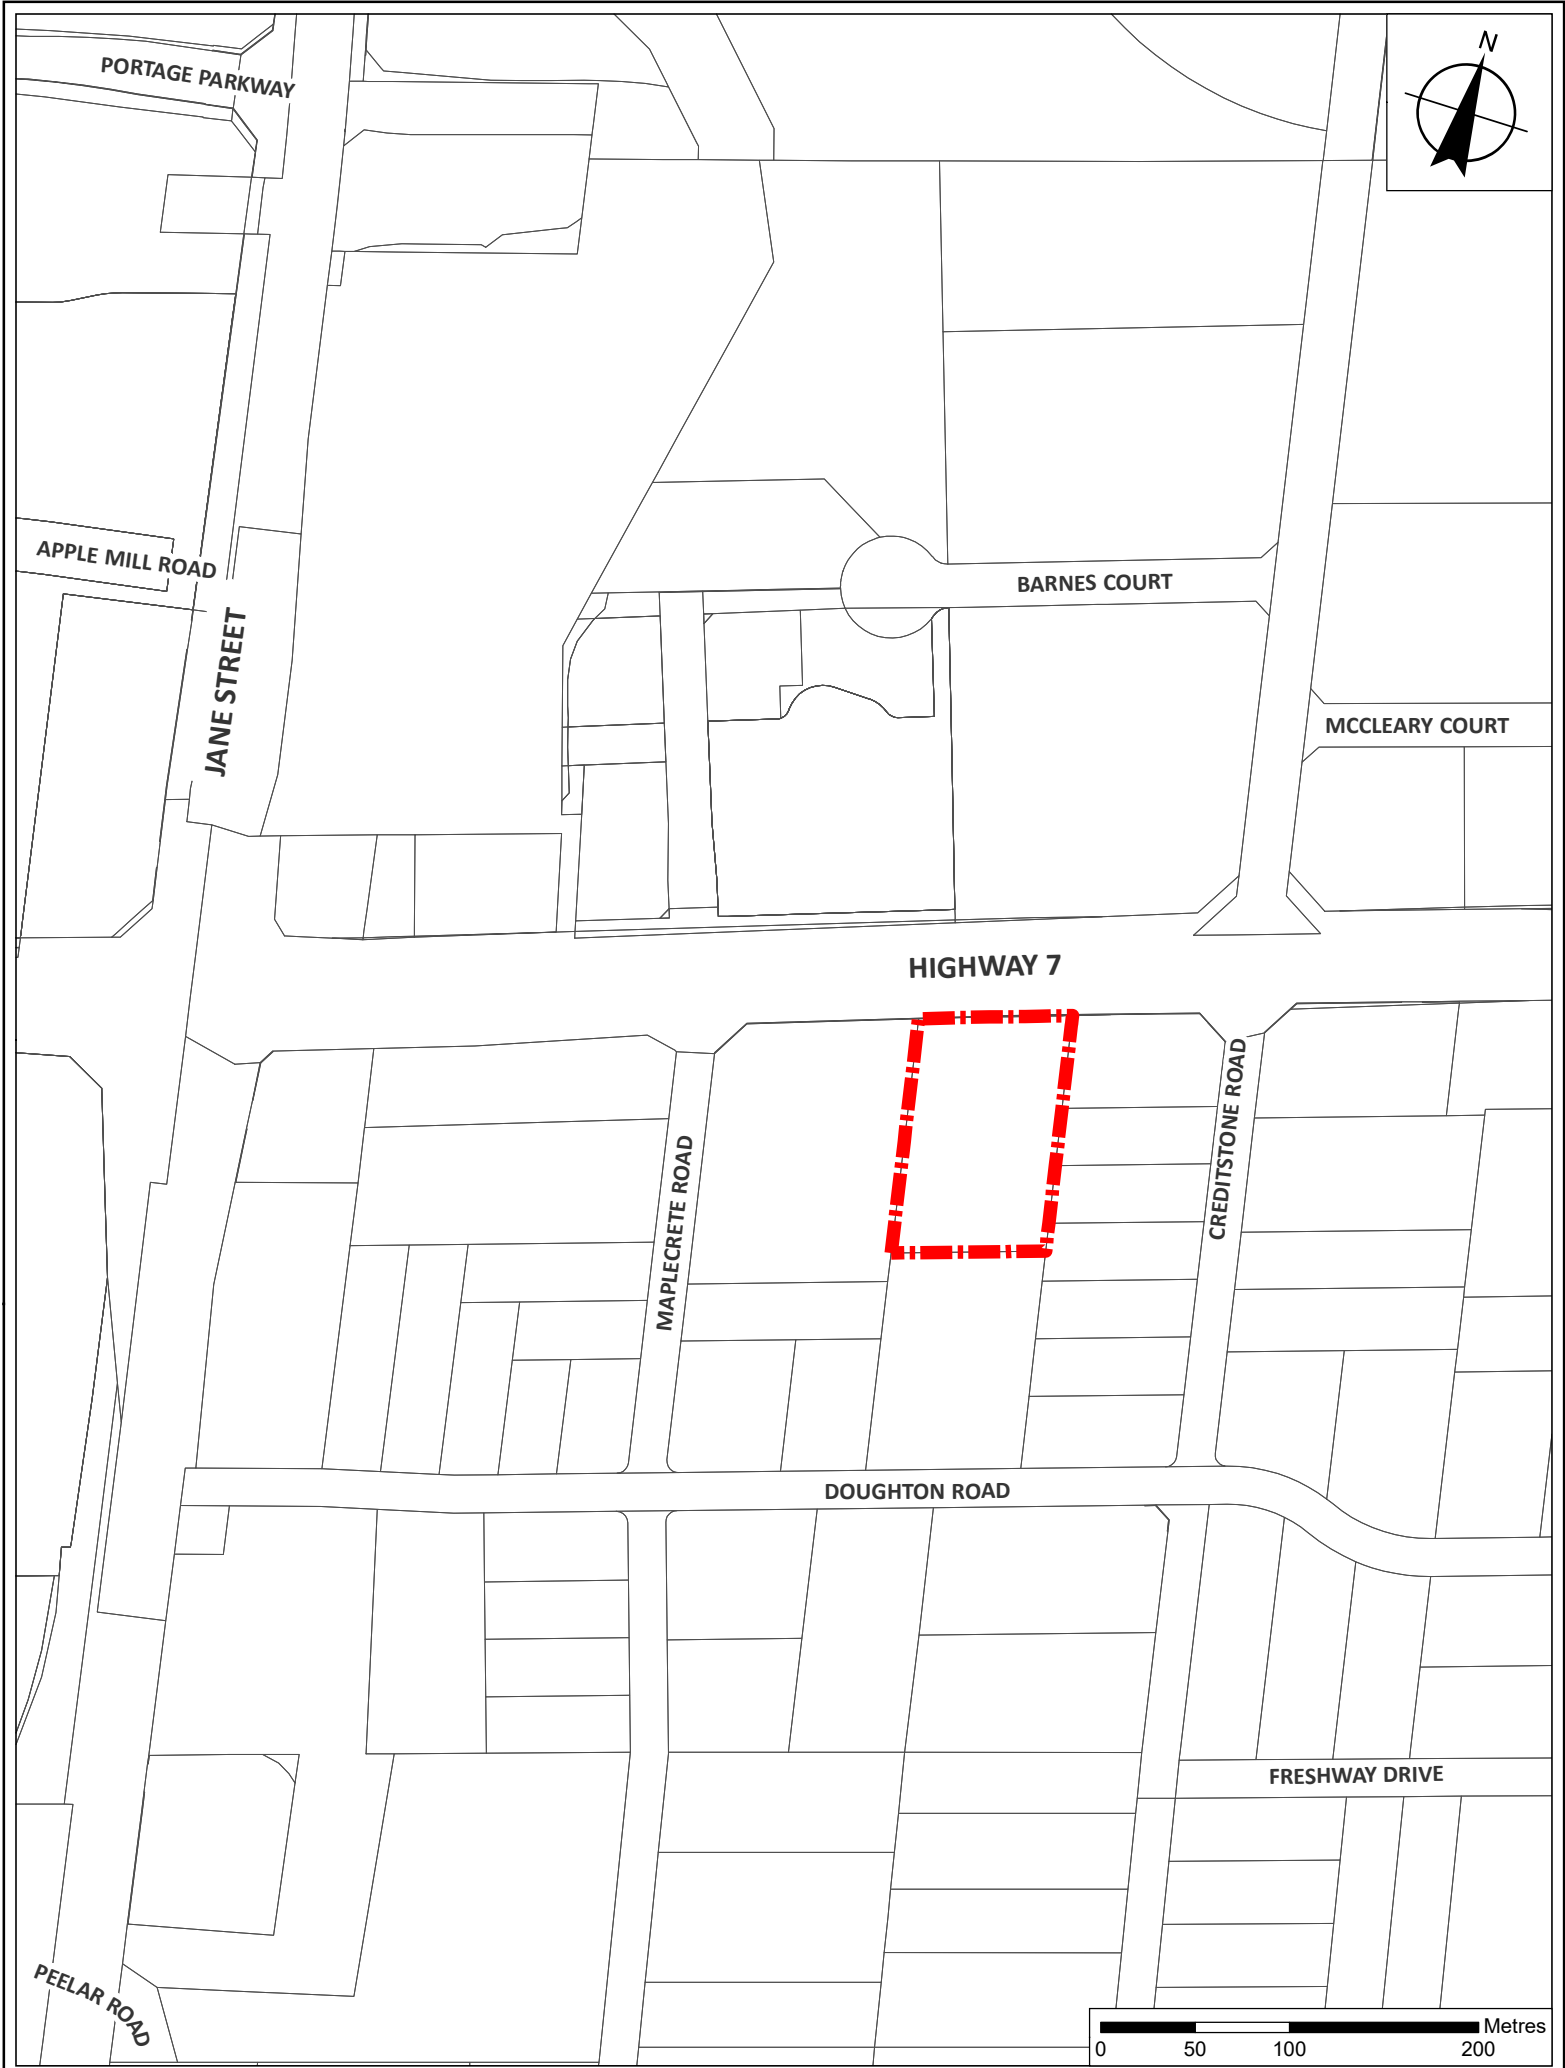 N
PORTAGE PARKWAY
APPLE MILL ROAD
BARNES COURT
JANE STREET
MCCLEARY COURT
HIGHWAY 7
CREDITSTONE ROAD
MAPLECRETE ROAD
DOUGHTON ROAD
FRESHWAY DRIVE
PEELAR ROAD
Metres
0 50 100 200